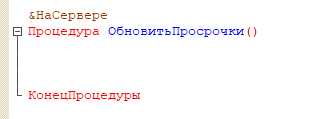 &НаСервере
Процедура ОбновитьПросрочки()
КонецПроцедуры